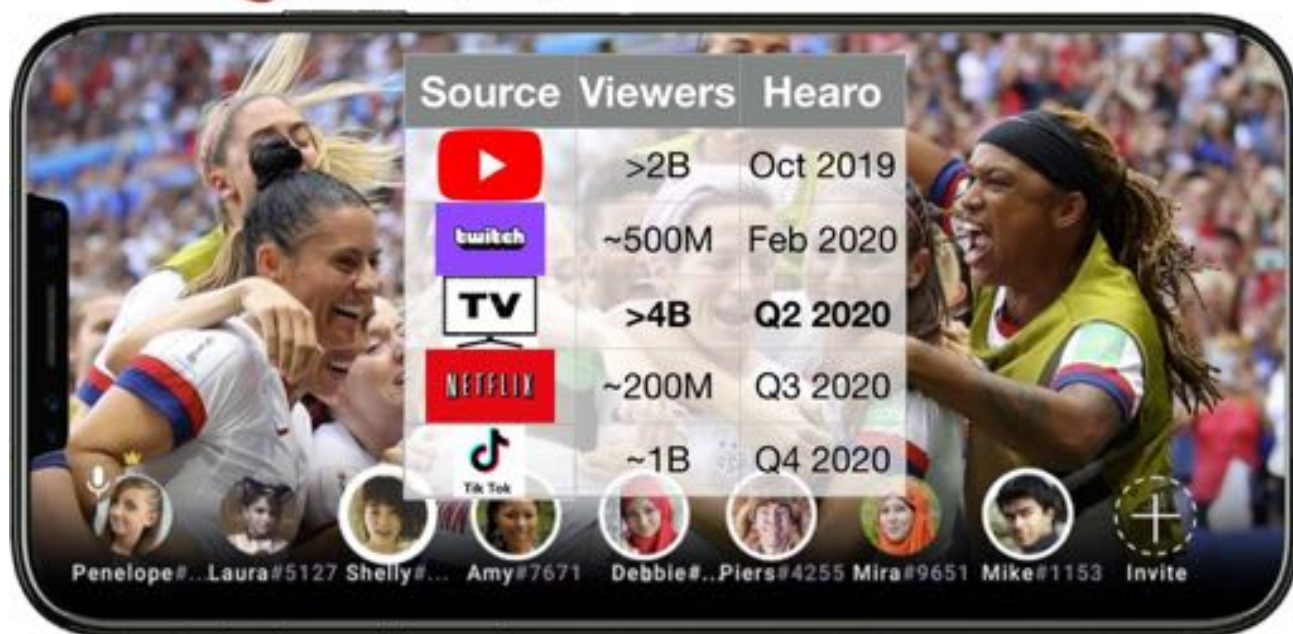 Source Viewers Hearo
>2B Oct 2019
twitch ~500M Feb 2020
TV >4B Q2 2020
NETFLIX ~200M Q3 2020
~1B Q4 2020
Tik Tok
Penelope#... Laura#5127 Shelly#... Amy#7671 Debbie#... Piers#4255 Mira#9651 Mike#1153 Invite